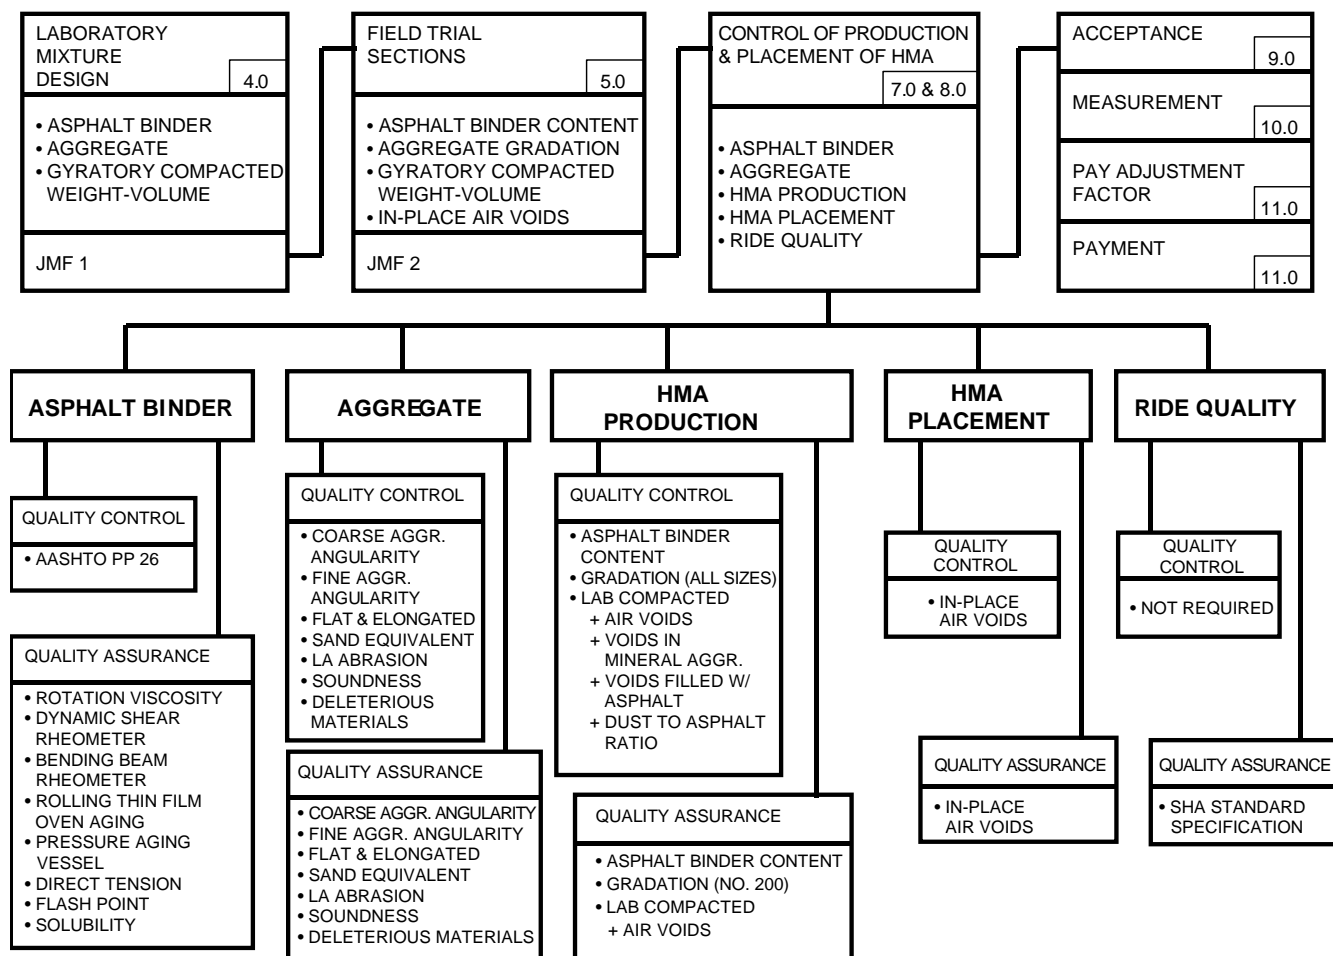 LABORATORY
MIXTURE
DESIGN
4.0
• ASPHALT BINDER
• AGGREGATE
• GYRATORY COMPACTED
WEIGHT-VOLUME
JMF 1
FIELD TRIAL
SECTIONS
5.0
• ASPHALT BINDER CONTENT
• AGGREGATE GRADATION
• GYRATORY COMPACTED
WEIGHT-VOLUME
• IN-PLACE AIR VOIDS
JMF 2
CONTROL OF PRODUCTION
& PLACEMENT OF HMA
7.0 & 8.0
• ASPHALT BINDER
• AGGREGATE
• HMA PRODUCTION
• HMA PLACEMENT
• RIDE QUALITY
ACCEPTANCE
9.0
MEASUREMENT
10.0
PAY ADJUSTMENT
FACTOR
11.0
PAYMENT
11.0
ASPHALT BINDER
QUALITY CONTROL
• AASHTO PP 26
QUALITY ASSURANCE
• ROTATION VISCOSITY
• DYNAMIC SHEAR
RHEOMETER
• BENDING BEAM
RHEOMETER
• ROLLING THIN FILM
OVEN AGING
• PRESSURE AGING
VESSEL
• DIRECT TENSION
• FLASH POINT
• SOLUBILITY
AGGREGATE
QUALITY CONTROL
• COARSE AGGR.
ANGULARITY
• FINE AGGR.
ANGULARITY
• FLAT & ELONGATED
• SAND EQUIVALENT
• LA ABRASION
• SOUNDNESS
• DELETERIOUS
MATERIALS
QUALITY ASSURANCE
• COARSE AGGR. ANGULARITY
• FINE AGGR. ANGULARITY
• FLAT & ELONGATED
• SAND EQUIVALENT
• LA ABRASION
• SOUNDNESS
• DELETERIOUS MATERIALS
HMA
PRODUCTION
QUALITY CONTROL
• ASPHALT BINDER
CONTENT
• GRADATION (ALL SIZES)
• LAB COMPACTED
+ AIR VOIDS
+ VOIDS IN
MINERAL AGGR.
+ VOIDS FILLED W/
ASPHALT
+ DUST TO ASPHALT
RATIO
QUALITY ASSURANCE
• ASPHALT BINDER CONTENT
• GRADATION (NO. 200)
• LAB COMPACTED
+ AIR VOIDS
HMA
PLACEMENT
QUALITY
CONTROL
• IN-PLACE
AIR VOIDS
QUALITY ASSURANCE
• IN-PLACE
AIR VOIDS
RIDE QUALITY
QUALITY
CONTROL
• NOT REQUIRED
QUALITY ASSURANCE
• SHA STANDARD
SPECIFICATION